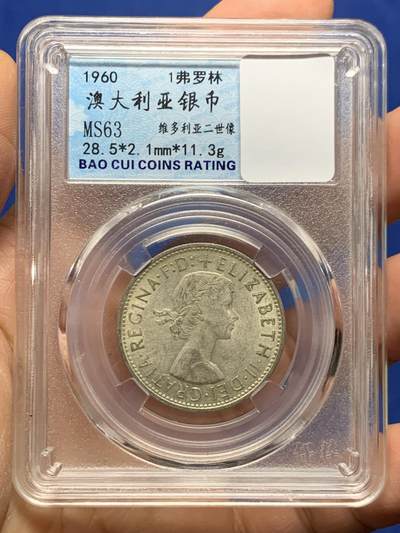 1960 1弗罗林
澳大利亚银币
MS63 维多利亚二世像
28.5*2.1mm*11.3g
BAO CUI COINS RATING
+ELIZABETH·II·DEI·GRATIA·REGINA·F:D: